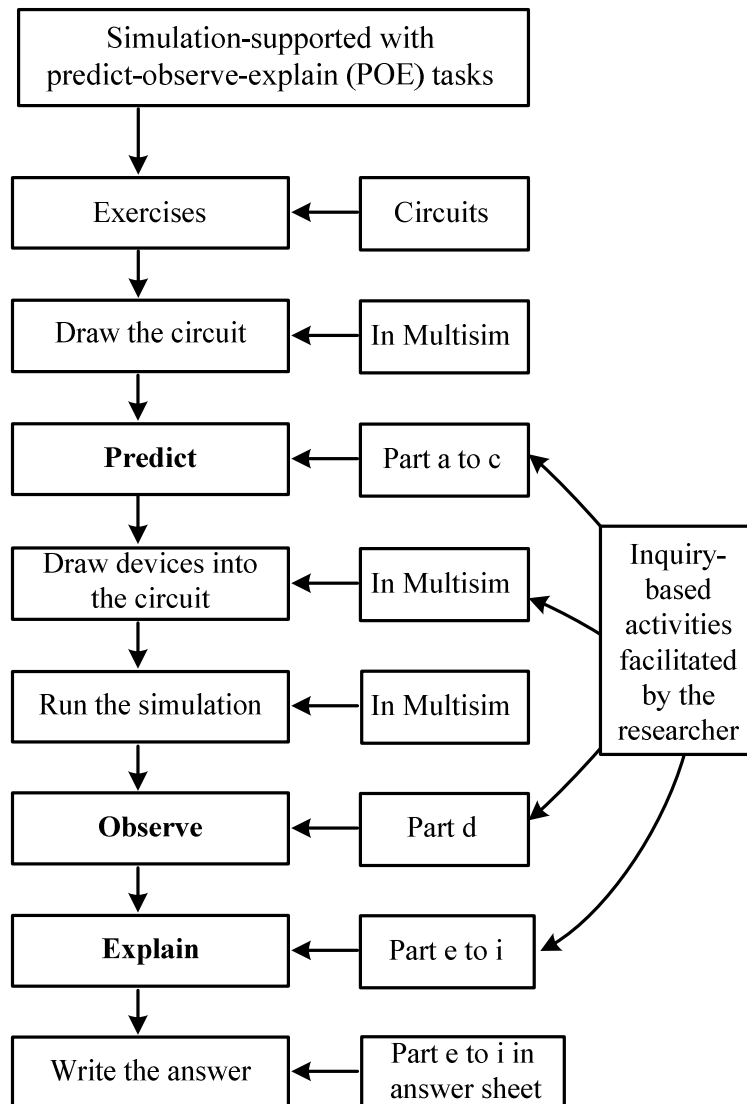 Simulation-supported with
predict-observe-explain (POE) tasks
Exercises
Circuits
Draw the circuit
In Multisim
Predict
Part a to c
Inquiry-
based
activities
facilitated
by the
researcher
Draw devices into
the circuit
In Multisim
Run the simulation
In Multisim
Observe
Part d
Explain
Part e to i
Write the answer
Part e to i in
answer sheet